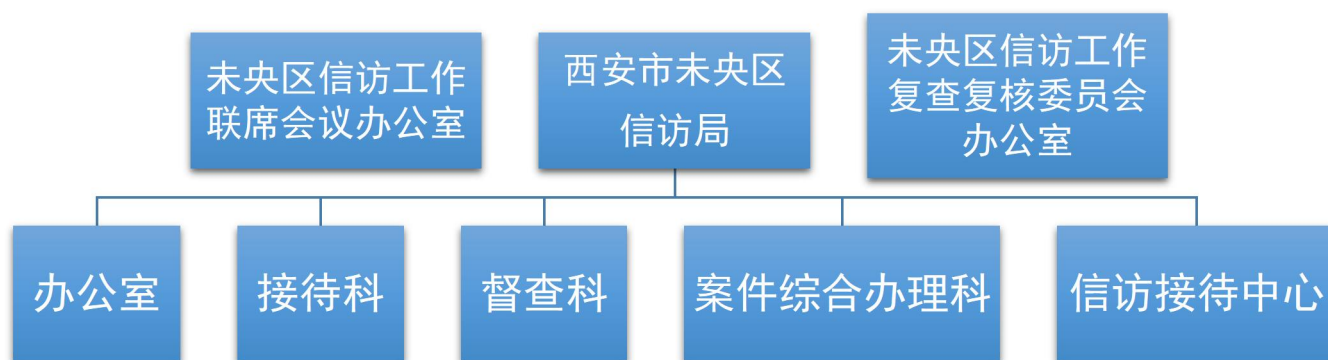 未央区信访工作
联席会议办公室
西安市未央区
信访局
未央区信访工作
复查复核委员会
办公室
办公室
接待科
督查科
案件综合办理科
信访接待中心